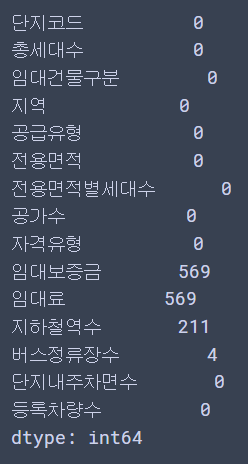 단지코드 0
총세대수 0
임대건물구분 0
지역 0
공급유형 0
전용면적 0
전용면적별세대수 0
공가수 0
자격유형 0
임대보증금 569
임대료 569
지하철역수 211
버스정류장수 4
단지내주차면수 0
등록차량수 0
dtype: int64